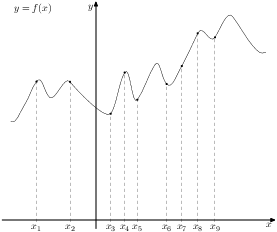 y = f(x)
y
x₁ x₂ x₃ x₄ x₅ x₆ x₇ x₈ x₉ x